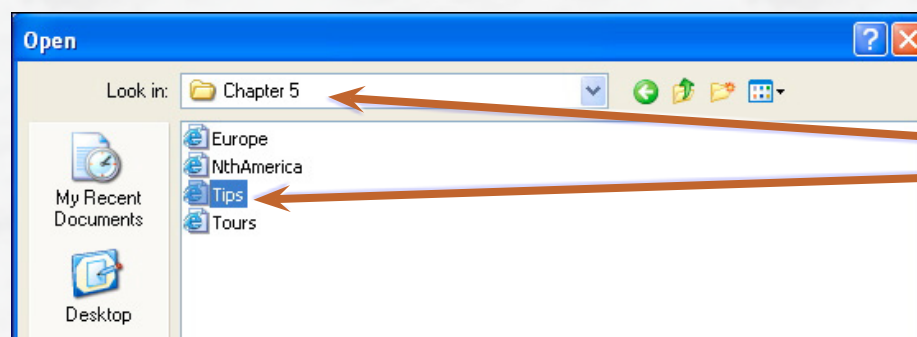 Open
Look in: Chapter 5
Europe
NthAmerica
Tips
Tours
My Recent
Documents
Desktop